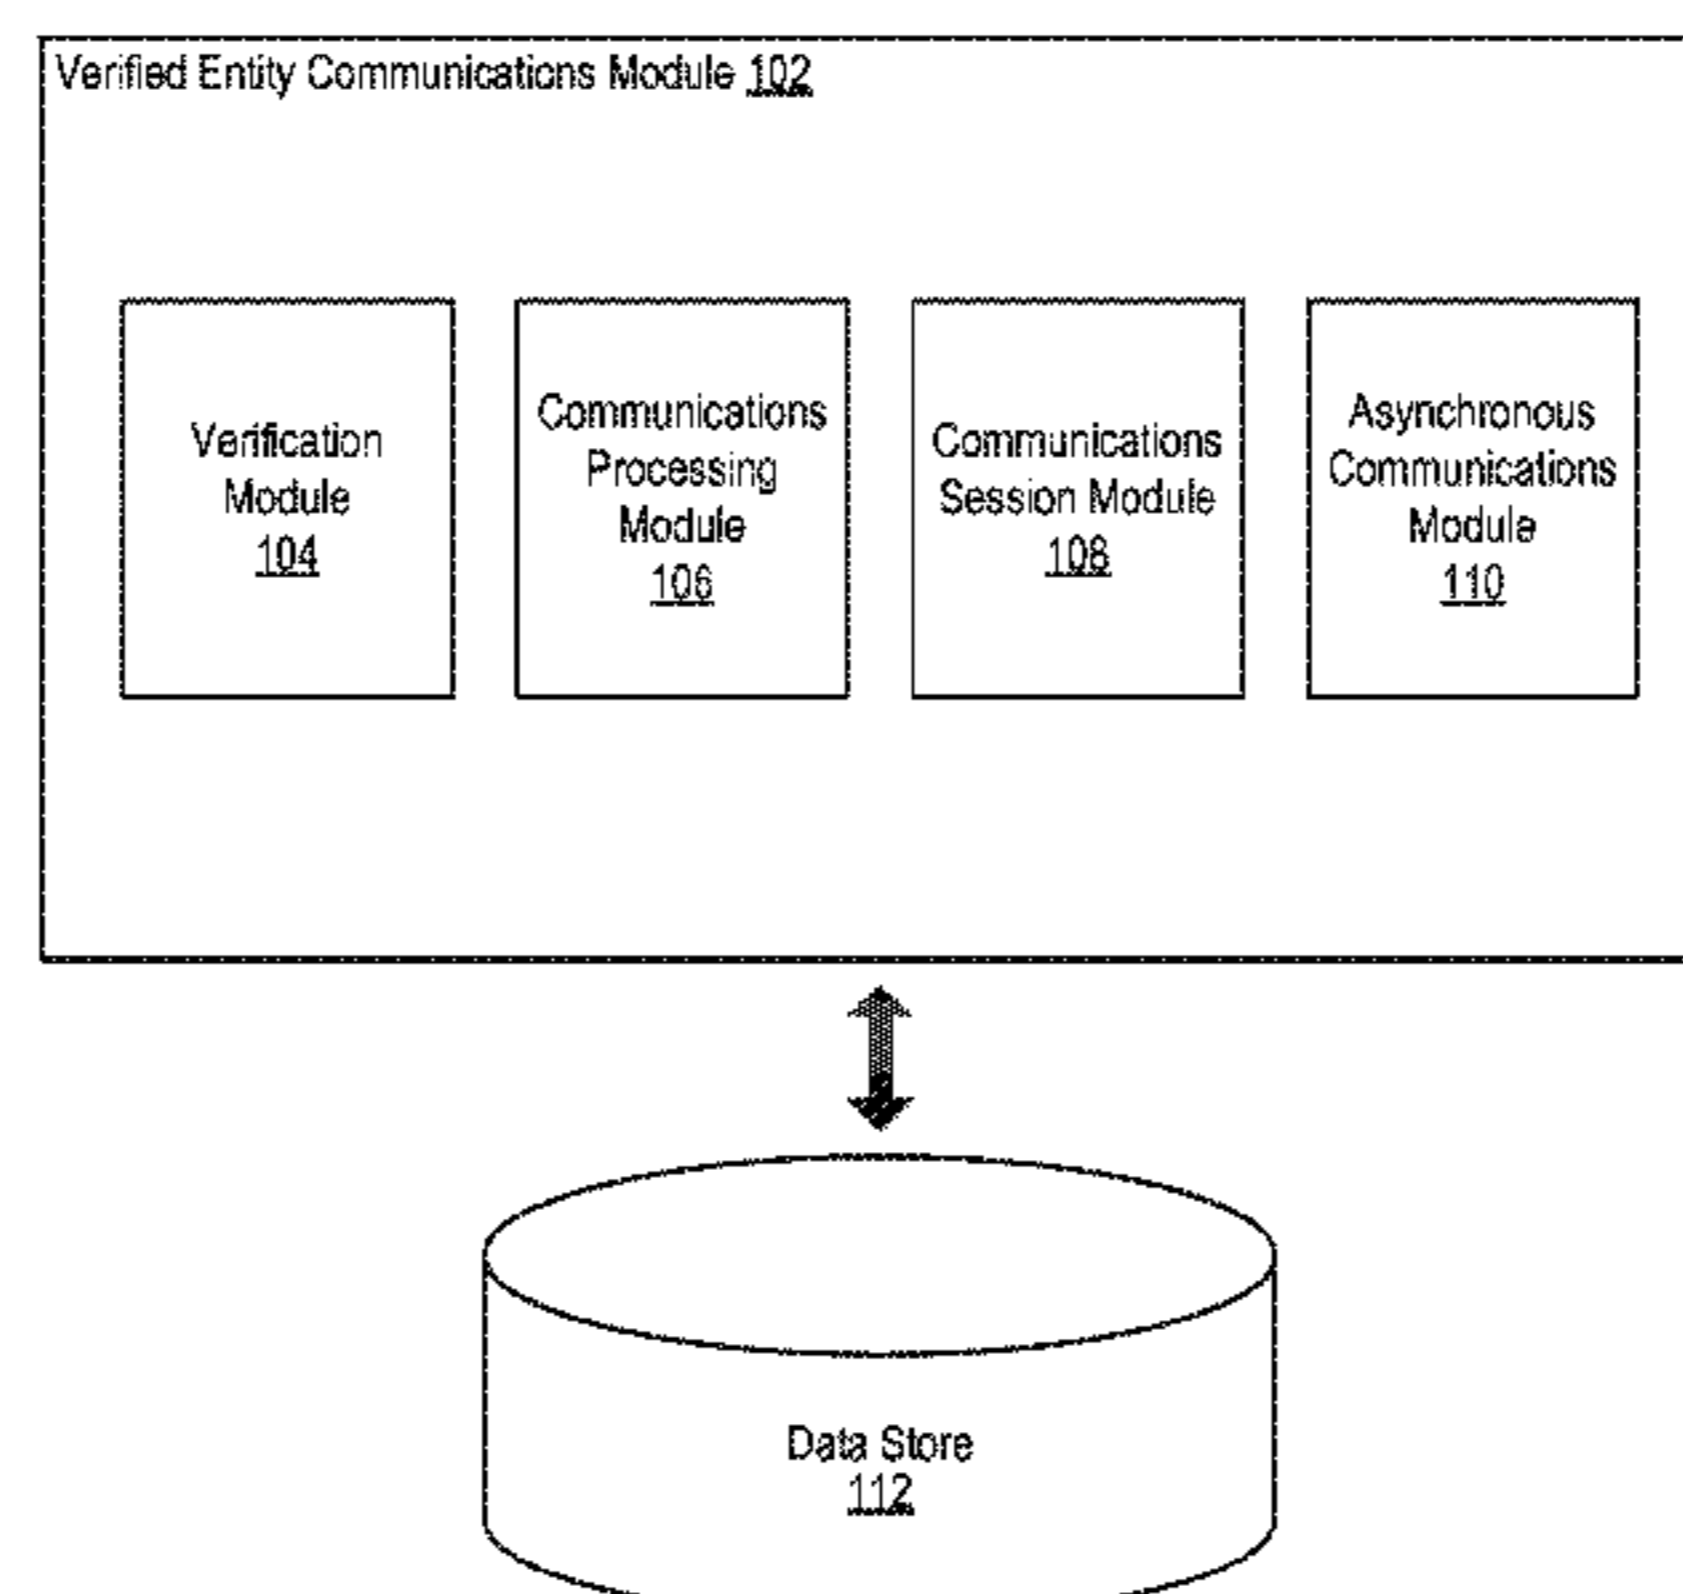 Verified Entity Communications Module 102
Verification
Module
104
Communications
Processing
Module
106
Communications
Session Module
108
Asynchronous
Communications
Module
110
Data Store
112